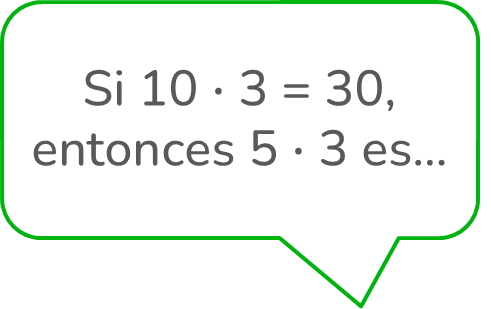 Si 10 · 3 = 30,
entonces 5 · 3 es...